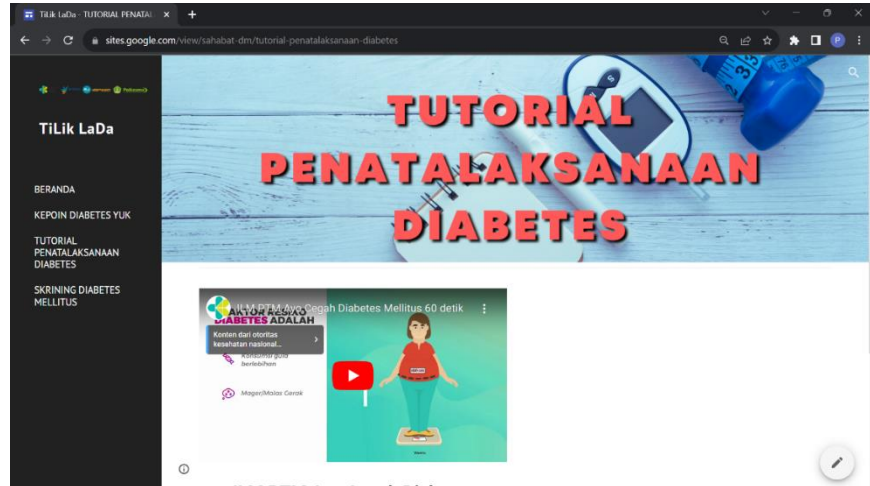 TiLik LaDa - TUTORIAL PENATAL
sites.google.com/view/sahabat-dm/tutorial-penatalaksanaan-diabetes
P
TiLik LaDa
BERANDA
KEPOIN DIABETES YUK
TUTORIAL
PENATALAKSANAAN
DIABETES
SKRINING DIABETES
MELLITUS
TUTORIAL
PENATALAKSANAAN
DIABETES
ILM PTM Ayo Cegah Diabetes Mellitus 60 detik
AKTOR RESIKO
DIABETES ADALAH
Konten dari otoritas
kesehatan nasional...
Konsumsi gula
berlebihan
Mager/Malas Gerak